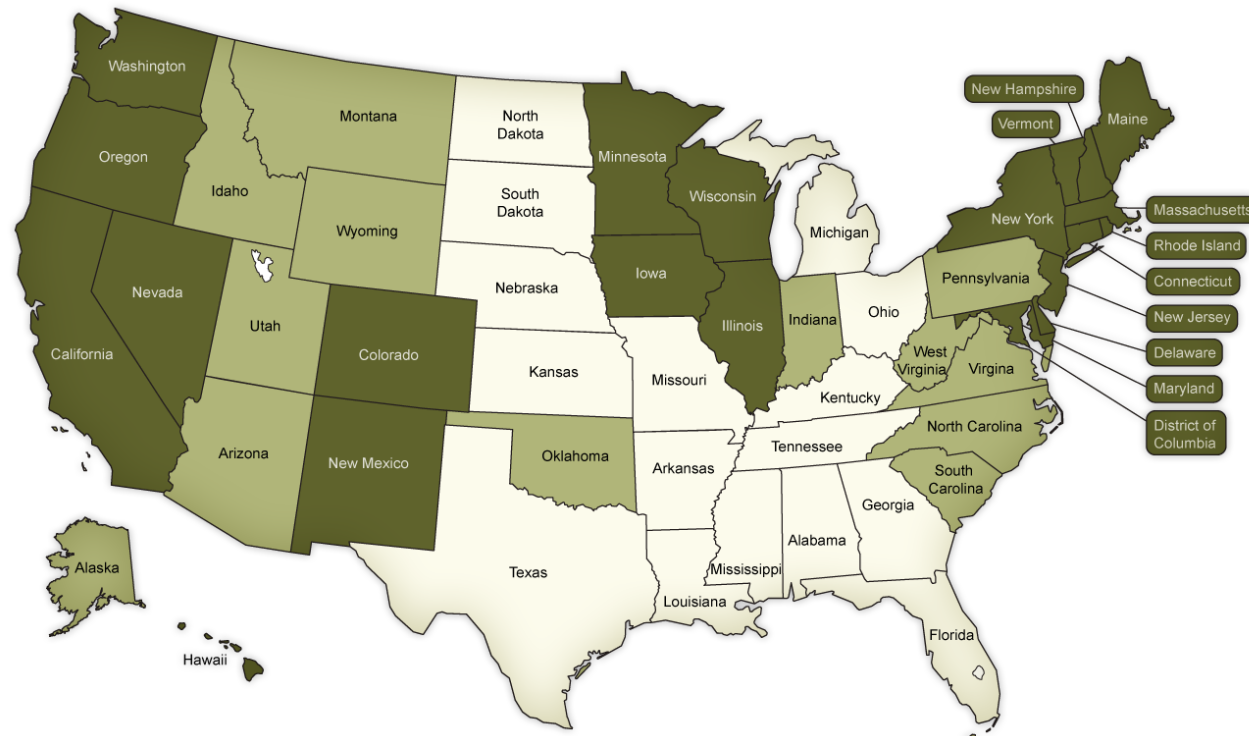 Washington
Oregon
California
Nevada
Idaho
Montana
Wyoming
Utah
Colorado
Arizona
New Mexico
North
Dakota
South
Dakota
Nebraska
Kansas
Oklahoma
Texas
Minnesota
Iowa
Missouri
Arkansas
Louisiana
Wisconsin
Illinois
Michigan
Indiana
Ohio
Kentucky
Tennessee
Mississippi
Alabama
Georgia
Florida
South
Carolina
North Carolina
Virgina
West
Virginia
Pennsylvania
New York
Maine
New Hampshire
Vermont
Massachusetts
Rhode Island
Connecticut
New Jersey
Delaware
Maryland
District of
Columbia
Alaska
Hawaii